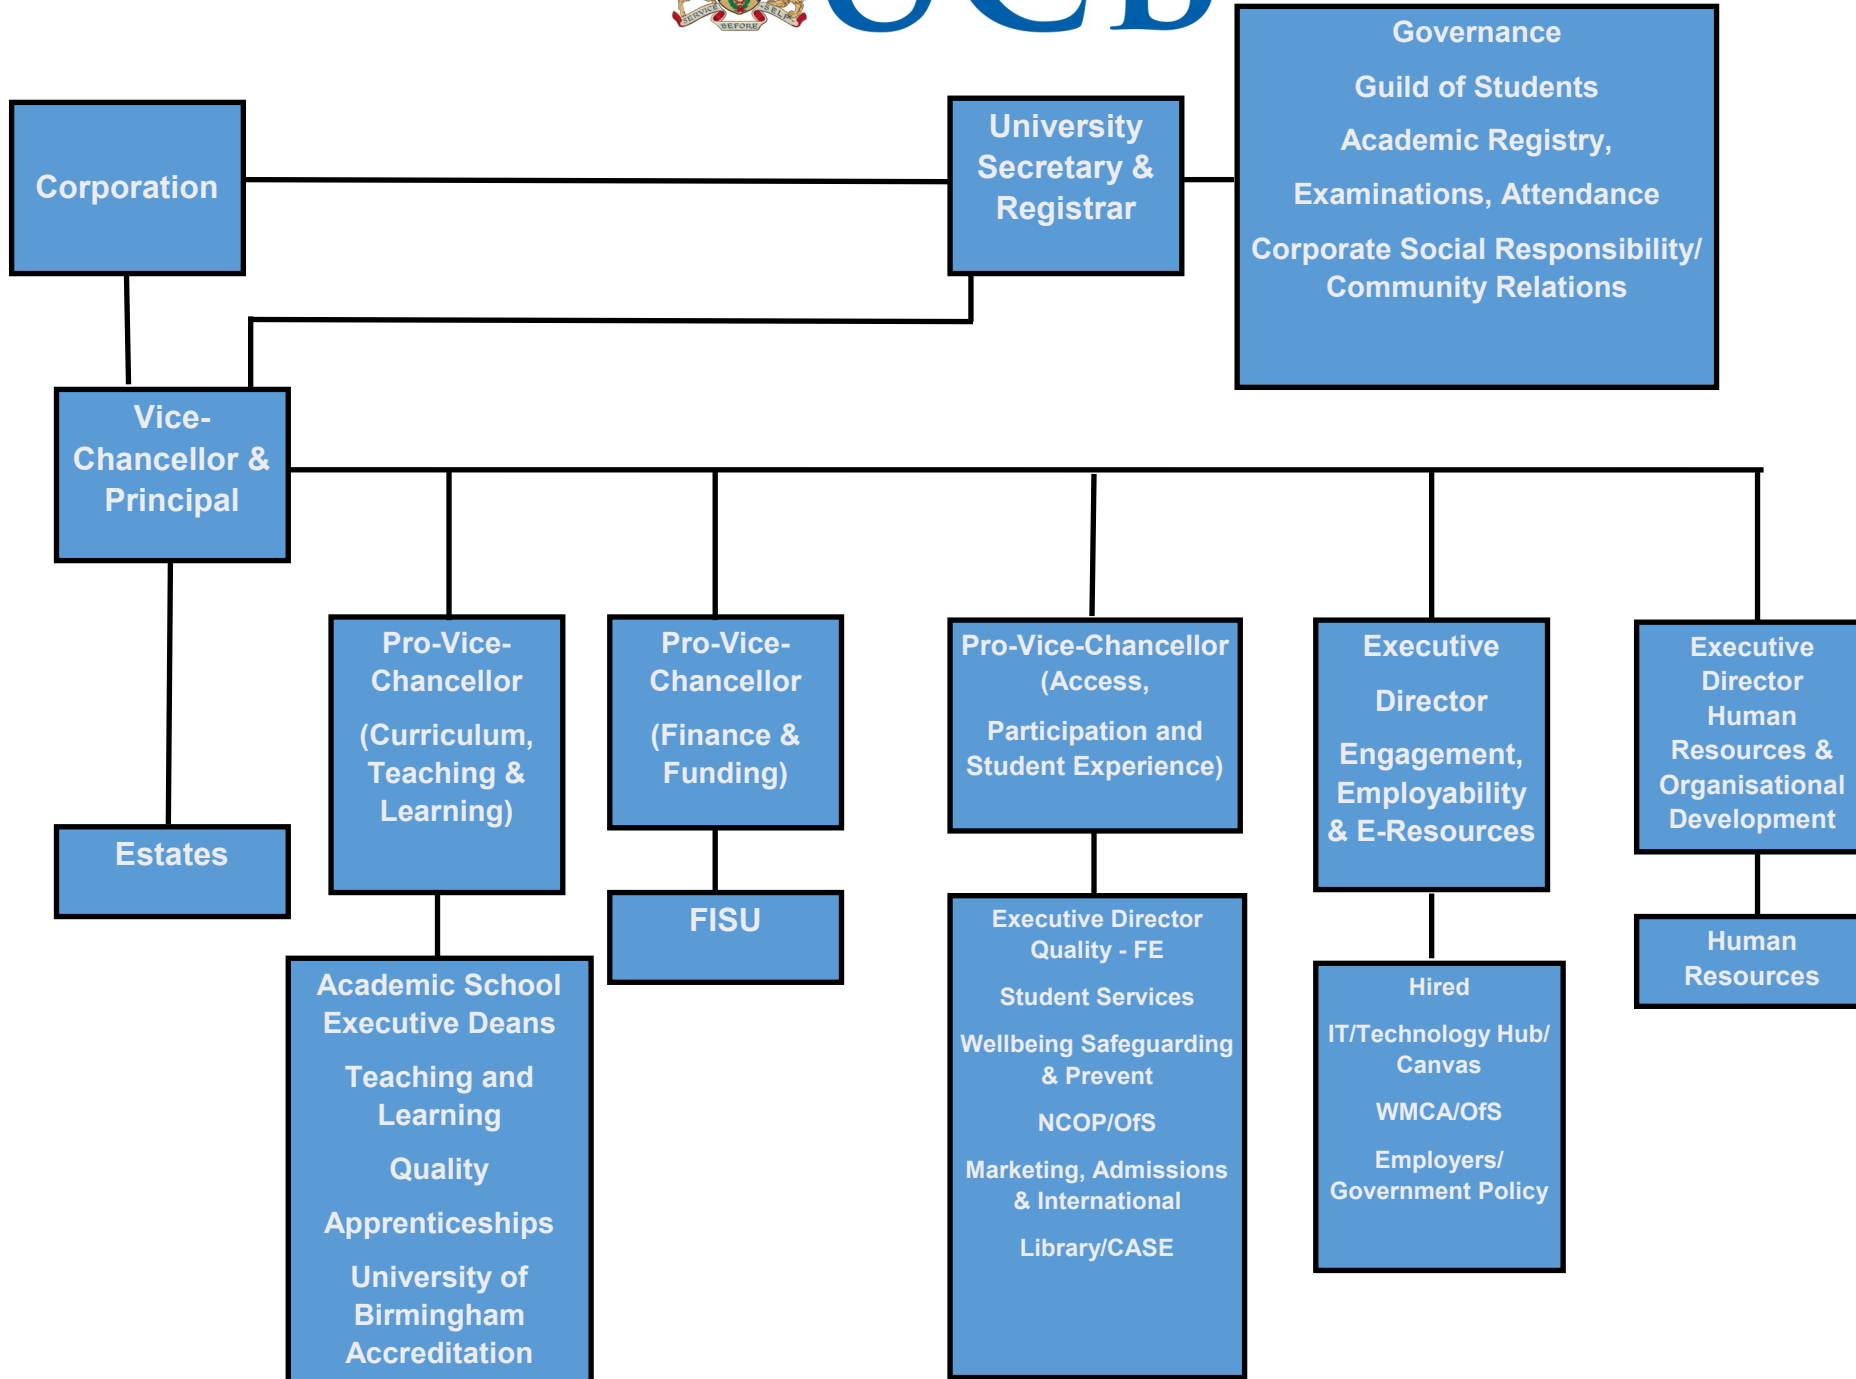 SERVICE BEFORE SELF
UCB
Governance
Guild of Students
Academic Registry,
Examinations, Attendance
Corporate Social Responsibility/
Community Relations
University
Secretary &
Registrar
Corporation
Vice-
Chancellor &
Principal
Estates
Pro-Vice-
Chancellor
(Curriculum,
Teaching &
Learning)
Academic School
Executive Deans
Teaching and
Learning
Quality
Apprenticeships
University of
Birmingham
Accreditation
Pro-Vice-
Chancellor
(Finance &
Funding)
FISU
Pro-Vice-Chancellor
(Access,
Participation and
Student Experience)
Executive Director
Quality - FE
Student Services
Wellbeing Safeguarding
& Prevent
NCOP/OfS
Marketing, Admissions
& International
Library/CASE
Executive
Director
Engagement,
Employability
& E-Resources
Hired
IT/Technology Hub/
Canvas
WMCA/OfS
Employers/
Government Policy
Executive
Director
Human
Resources &
Organisational
Development
Human
Resources